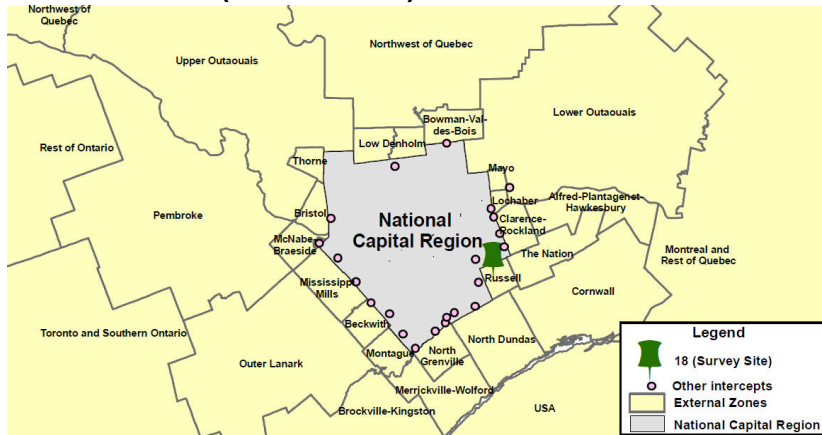 Northwest of
Quebec
Northwest of Quebec
Upper Outaouais
Bowman-Val-
des-Bois
Lower Outaouais
Low Denholm
Rest of Ontario
Thorne
Mayo
Lochaber
Alfred-Plantagenet-
Hawkesbury
Pembroke
Bristol
National
Capital Region
Clarence-
Rockland
McNabe
Braeside
The Nation
Montreal and
Rest of Quebec
Mississippi
Mills
Russell
Cornwall
Beckwith
Toronto and Southern Ontario
North Dundas
Montague
North
Grenville
Outer Lanark
Merrickville-Wolford
Brockville-Kingston
USA
Legend
18 (Survey Site)
Other intercepts
External Zones
National Capital Region